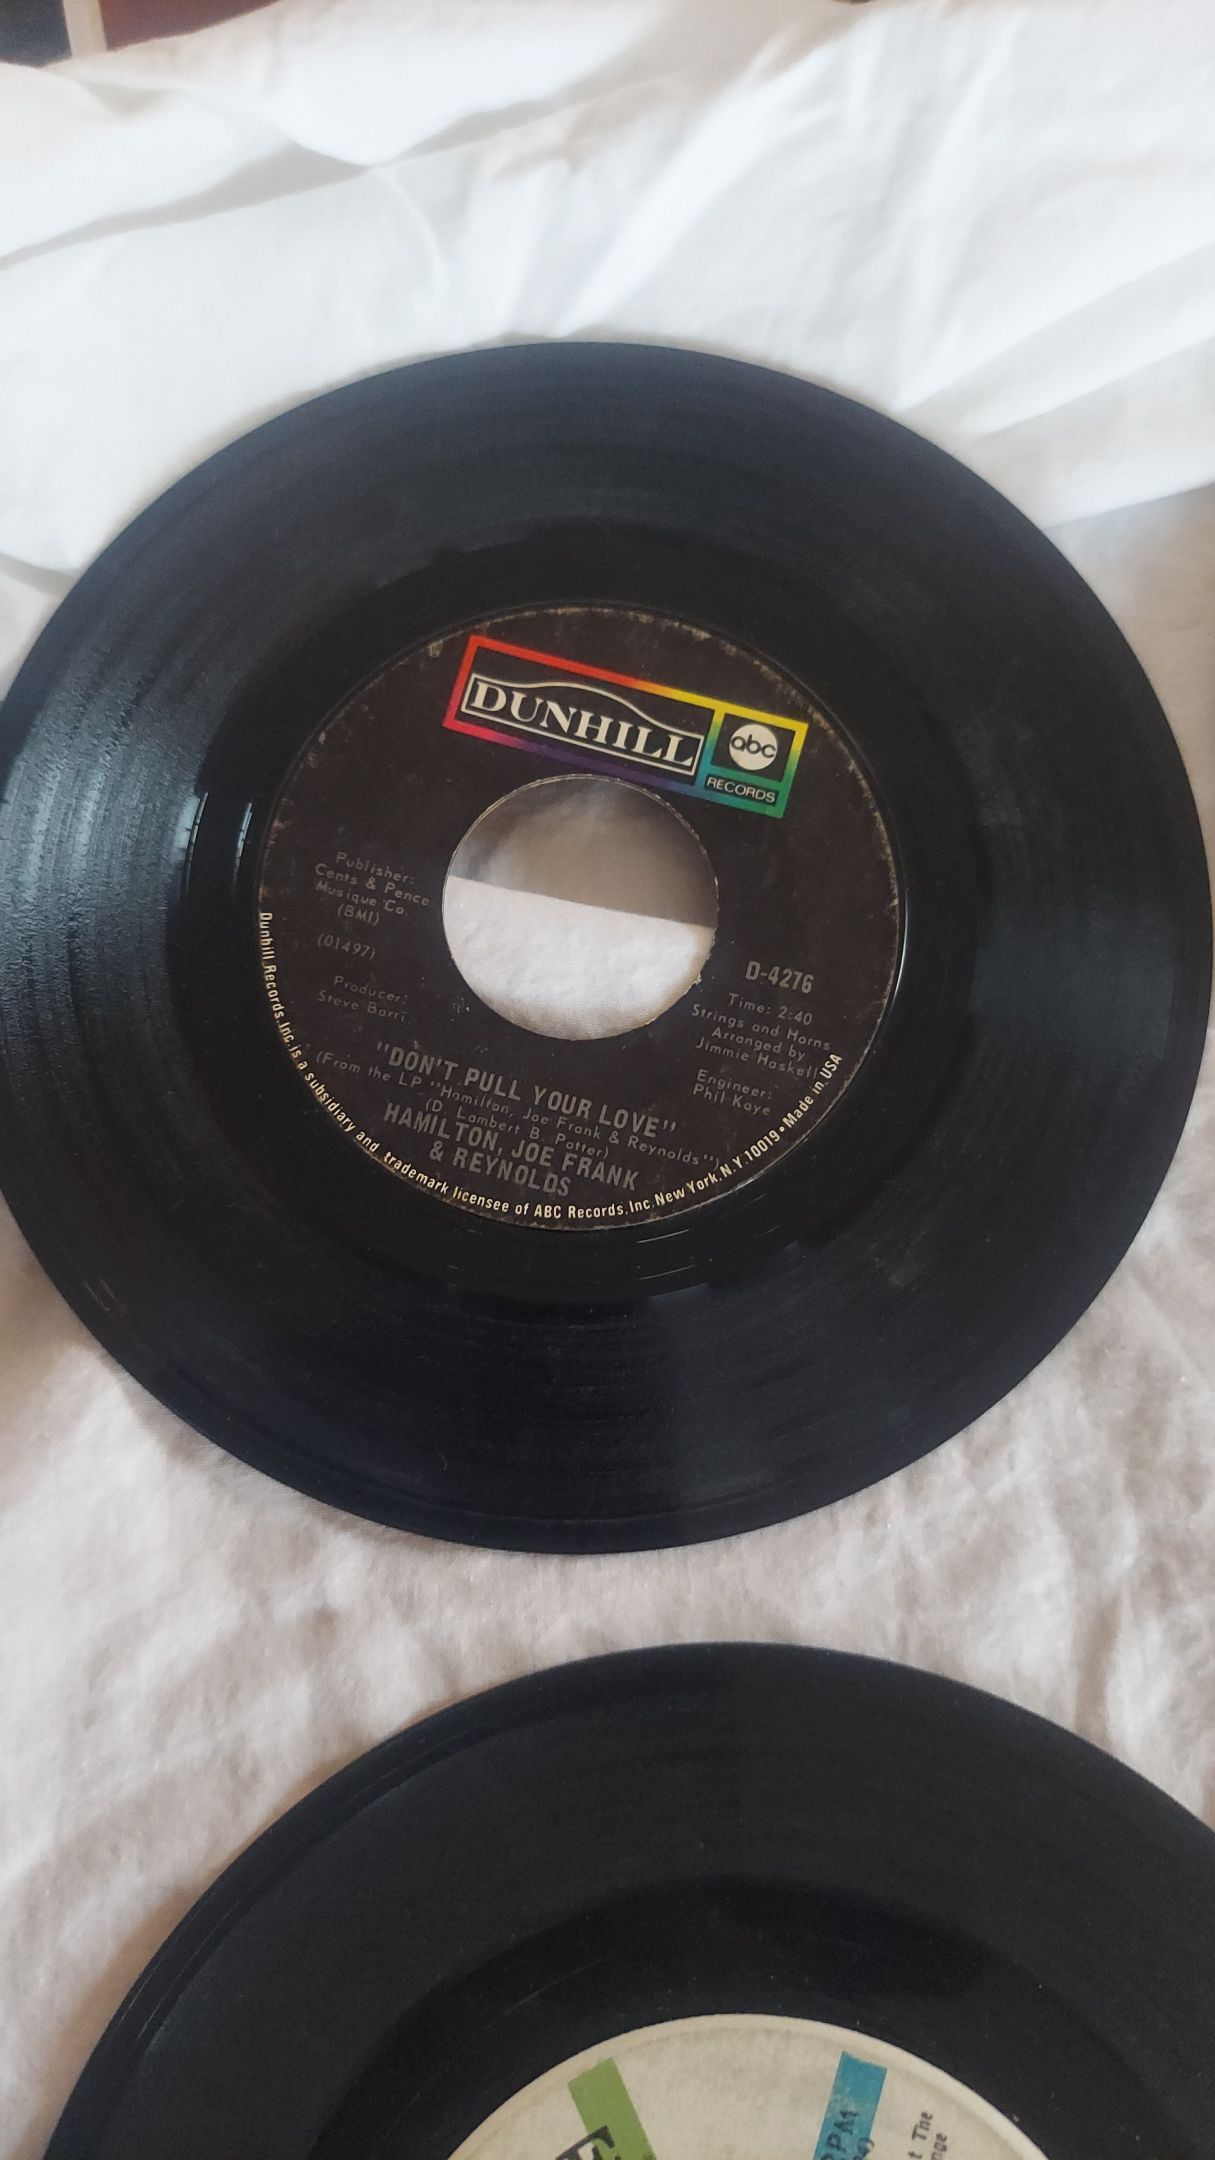 DUNHILL
abc
RECORDS
Publisher:
Cents & Pence
Musique Co.
(BMI)
(01497)
Producer:
Steve Barri
D-4276
Time: 2:40
Strings and Horns
Arranged by
Jimmie Haskell
Engineer:
Phil Kaye
"DON'T PULL YOUR LOVE"
(From the LP "Hamilton, Joe Frank & Reynolds")
(D. Lambert B. Potter)
HAMILTON, JOE FRANK
& REYNOLDS
Dunhill Records, Inc. is a subsidiary and trademark licensee of ABC Records, Inc. New York, N.Y. 10019 • Made in USA